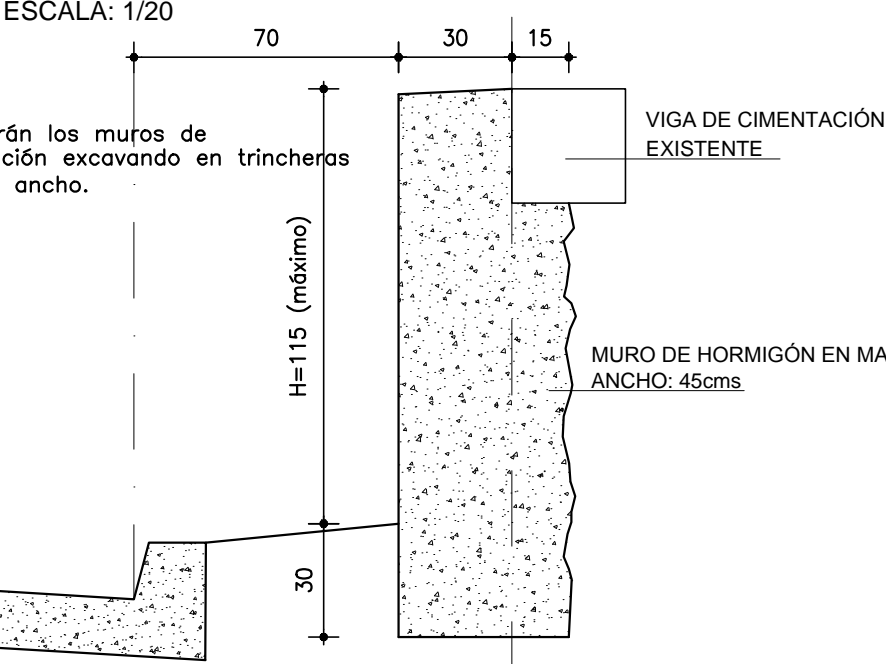 ESCALA: 1/20
70
30
15
rán los muros de
ción excavando en trincheras
ancho.
VIGA DE CIMENTACIÓN
EXISTENTE
H=115 (máximo)
MURO DE HORMIGÓN EN MA
ANCHO: 45cms
30